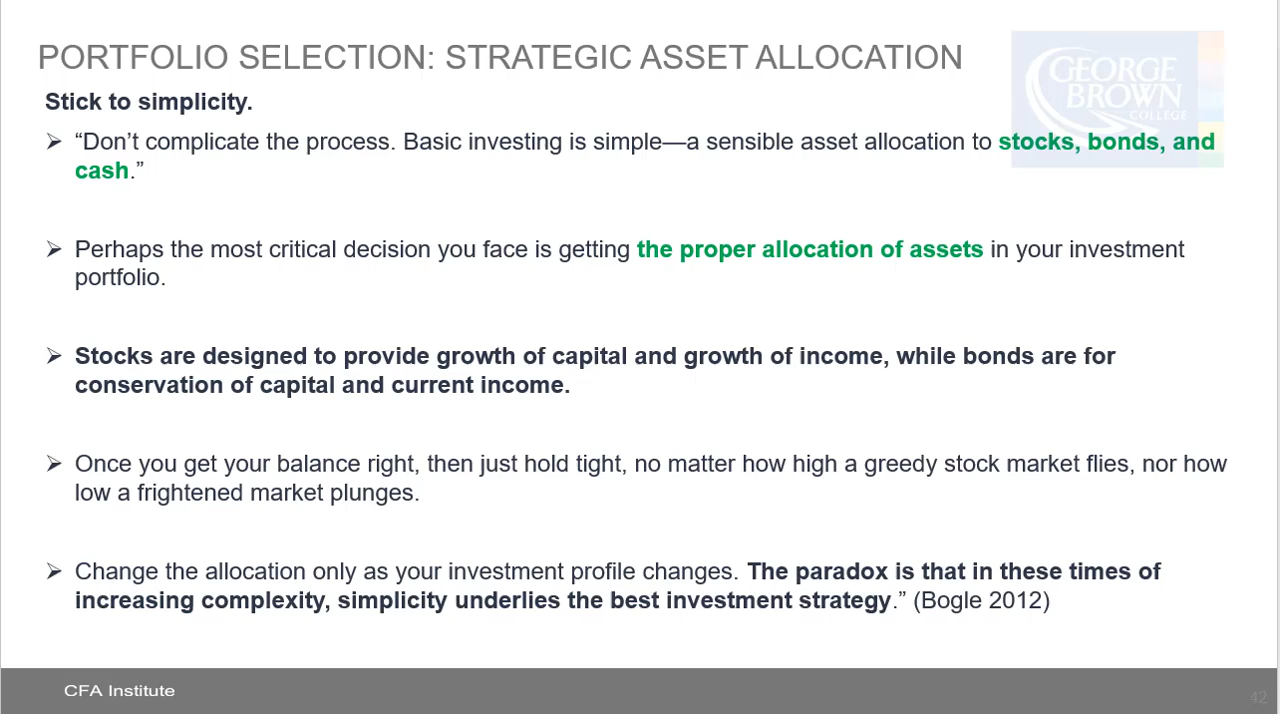 PORTFOLIO SELECTION: STRATEGIC ASSET ALLOCATION
GEORGE
BROWN
COLLEGE
Stick to simplicity.
➢ “Don’t complicate the process. Basic investing is simple—a sensible asset allocation to stocks, bonds, and
cash.”
➢ Perhaps the most critical decision you face is getting the proper allocation of assets in your investment
portfolio.
➢ Stocks are designed to provide growth of capital and growth of income, while bonds are for
conservation of capital and current income.
➢ Once you get your balance right, then just hold tight, no matter how high a greedy stock market flies, nor how
low a frightened market plunges.
➢ Change the allocation only as your investment profile changes. The paradox is that in these times of
increasing complexity, simplicity underlies the best investment strategy.” (Bogle 2012)
CFA Institute
42